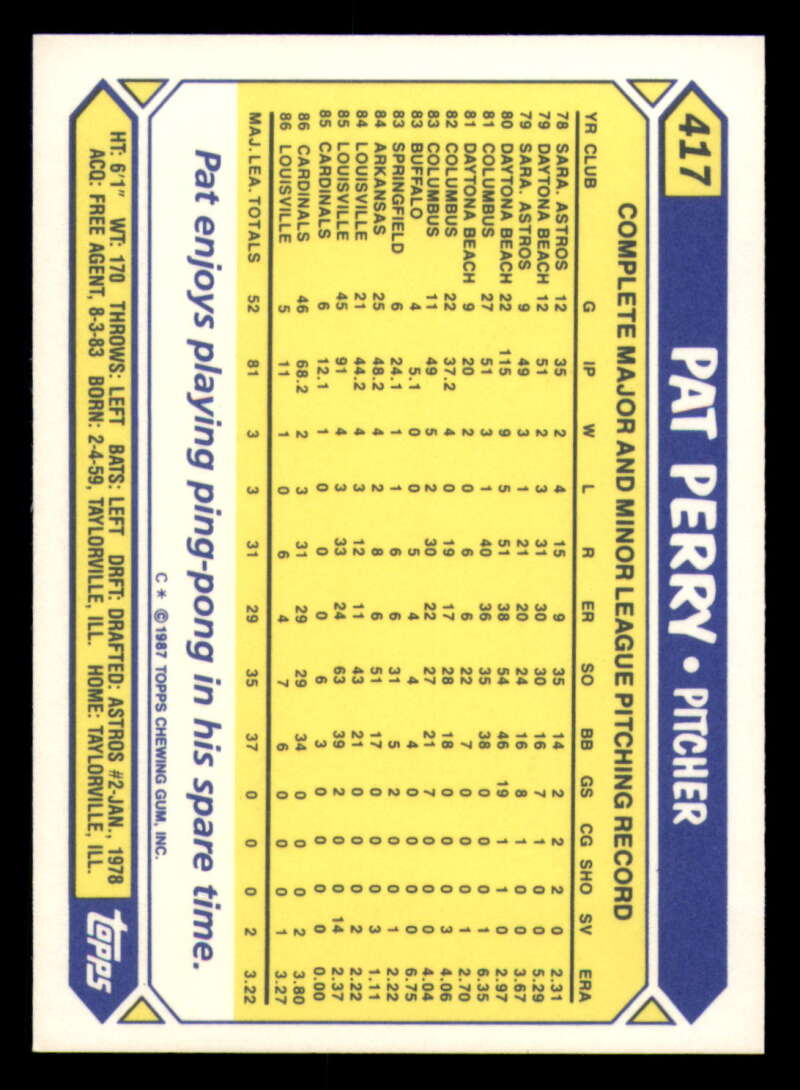 417
PAT PERRY • PITCHER
COMPLETE MAJOR AND MINOR LEAGUE PITCHING RECORD
YR CLUB G IP W L R ER SO BB GS CG SHO SV ERA
78 SARA. ASTROS 12 35 2 4 15 9 35 14 2 2 2 0 2.31
79 DAYTONA BEACH 12 51 2 3 31 30 30 16 7 1 0 0 5.29
79 SARA. ASTROS 9 49 3 1 21 20 24 16 8 1 0 0 3.67
80 DAYTONA BEACH 22 115 9 5 51 38 54 46 19 1 1 0 2.97
81 COLUMBUS 27 51 3 1 40 36 35 38 0 0 0 1 6.35
81 DAYTONA BEACH 9 20 2 0 6 6 22 7 0 0 0 1 2.70
82 COLUMBUS 22 37.2 4 0 19 17 28 18 0 0 0 3 4.06
83 COLUMBUS 11 49 5 2 30 22 27 21 7 0 0 0 4.04
83 BUFFALO 4 5.1 0 0 5 4 4 4 0 0 0 0 6.75
83 SPRINGFIELD 6 24.1 1 1 6 6 31 5 2 0 0 1 2.22
84 ARKANSAS 25 48.2 4 2 8 6 51 17 0 0 0 3 1.11
84 LOUISVILLE 21 44.2 4 3 12 11 43 21 0 0 0 2 2.22
85 LOUISVILLE 45 91 4 3 33 24 63 39 2 0 0 14 2.37
85 CARDINALS 6 12.1 1 0 0 0 6 3 0 0 0 0 0.00
86 CARDINALS 46 68.2 2 3 31 29 29 34 0 0 0 2 3.80
86 LOUISVILLE 5 11 1 0 6 4 7 6 0 0 0 1 3.27
MAJ. LEA. TOTALS 52 81 3 3 31 29 35 37 0 0 0 2 3.22
Pat enjoys playing ping-pong in his spare time.
C * © 1987 TOPPS CHEWING GUM, INC.
HT: 6'1" WT: 170 THROWS: LEFT BATS: LEFT DRFT: DRAFTED: ASTROS #2-JAN., 1978
ACQ: FREE AGENT, 8-3-83 BORN: 2-4-59, TAYLORVILLE, ILL. HOME: TAYLORVILLE, ILL.
topps